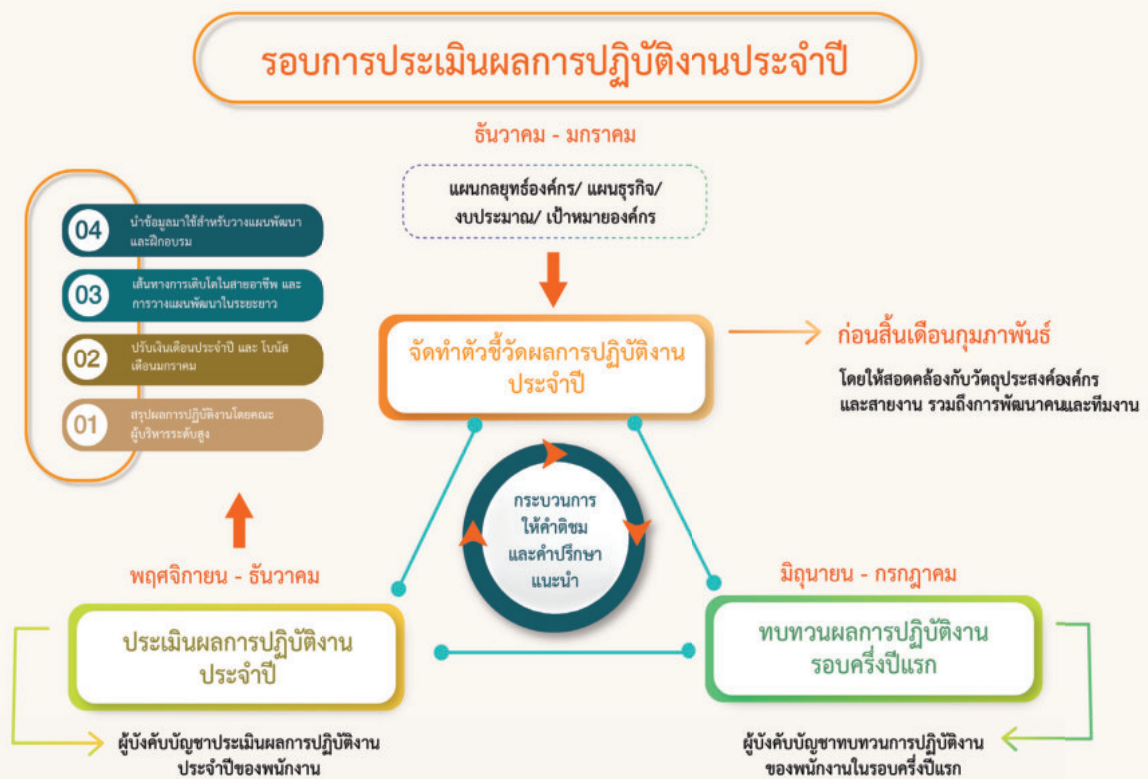 รอบการประเมินผลการปฏิบัติงานประจำปี
ธันวาคม - มกราคม
แผนกลยุทธ์องค์กร/ แผนธุรกิจ/
งบประมาณ/ เป้าหมายองค์กร
04
นำข้อมูลมาใช้สำหรับวางแผนพัฒนา
และฝึกอบรม
03
เส้นทางการเติบโตในสายอาชีพ และ
การวางแผนพัฒนาในระยะยาว
02
ปรับเงินเดือนประจำปี และ โบนัส
เดือนมกราคม
01
สรุปผลการปฏิบัติงานโดยคณะ
ผู้บริหารระดับสูง
จัดทำตัวชี้วัดผลการปฏิบัติงาน
ประจำปี
ก่อนสิ้นเดือนกุมภาพันธ์
โดยให้สอดคล้องกับวัตถุประสงค์องค์กร
และสายงาน รวมถึงการพัฒนาคนและทีมงาน
กระบวนการ
ให้คำติชม
และคำปรึกษา
แนะนำ
พฤศจิกายน - ธันวาคม
ประเมินผลการปฏิบัติงาน
ประจำปี
ผู้บังคับบัญชาประเมินผลการปฏิบัติงาน
ประจำปีของพนักงาน
มิถุนายน - กรกฎาคม
ทบทวนผลการปฏิบัติงาน
รอบครึ่งปีแรก
ผู้บังคับบัญชาทบทวนการปฏิบัติงาน
ของพนักงานในรอบครึ่งปีแรก